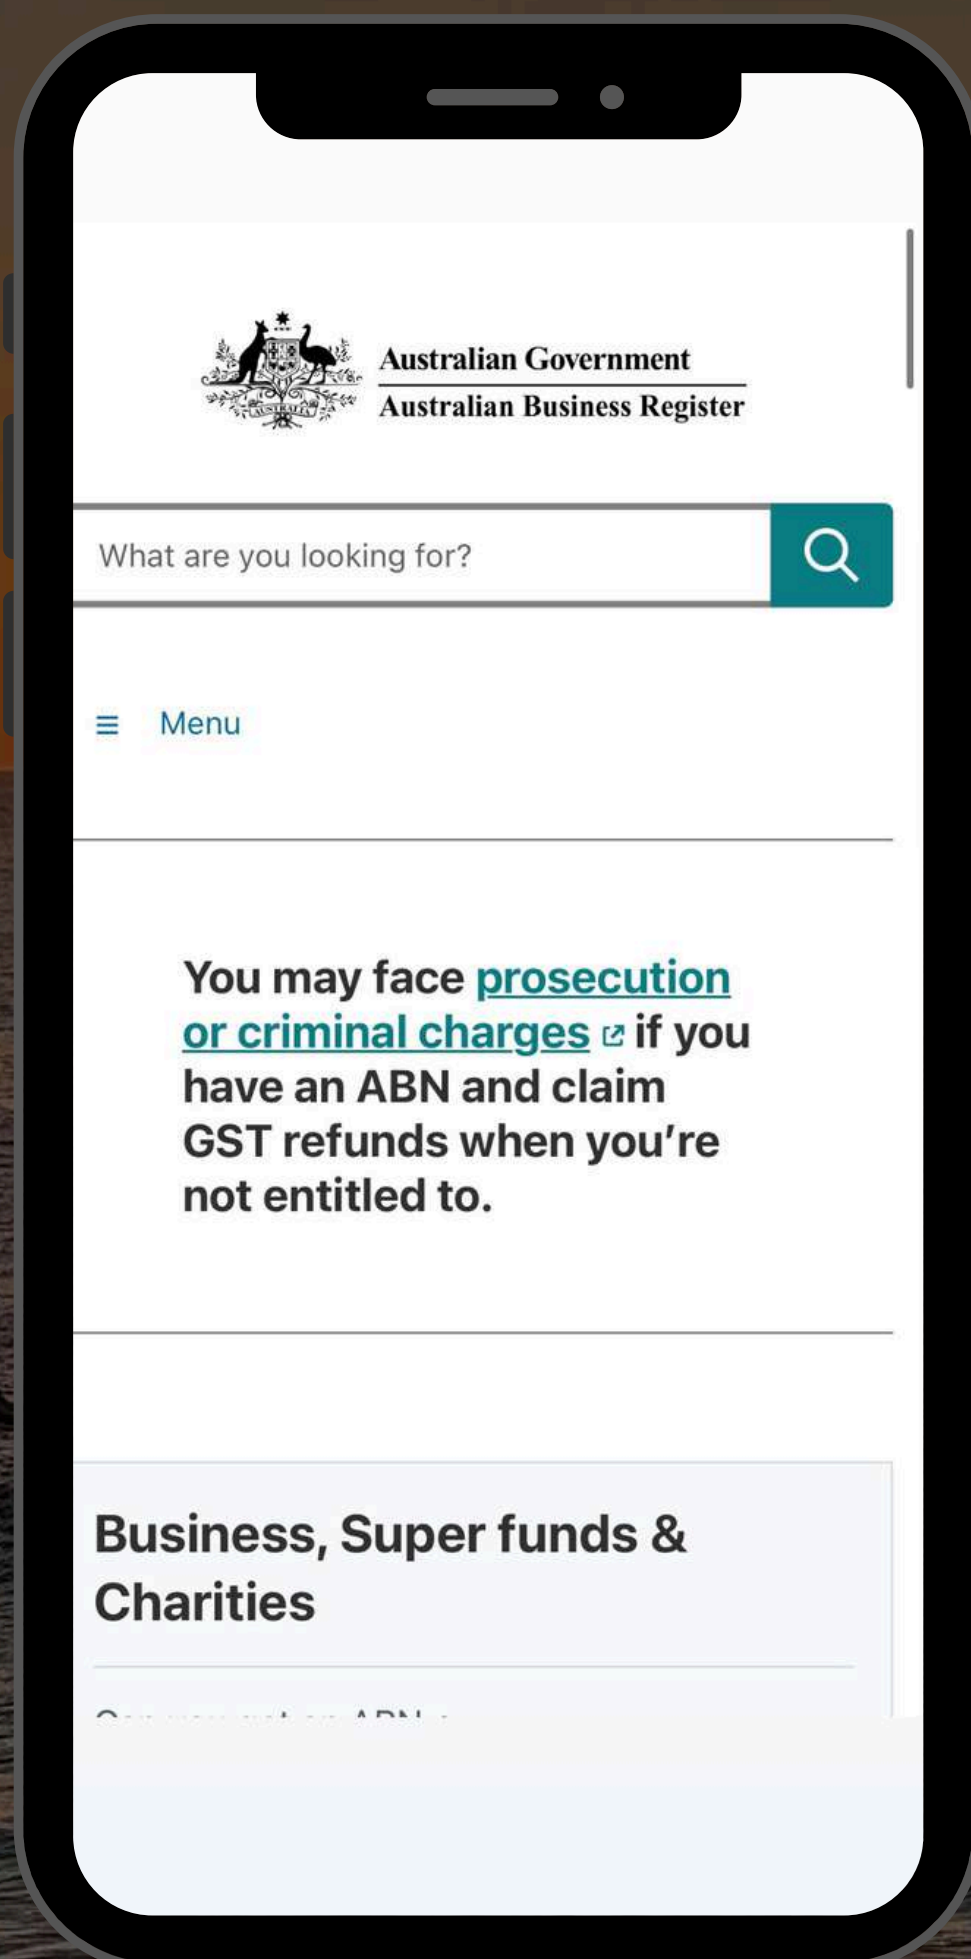 AUSTRALIA
Australian Government
Australian Business Register
What are you looking for?
Menu
You may face prosecution
or criminal charges if you
have an ABN and claim
GST refunds when you're
not entitled to.
Business, Super funds &
Charities